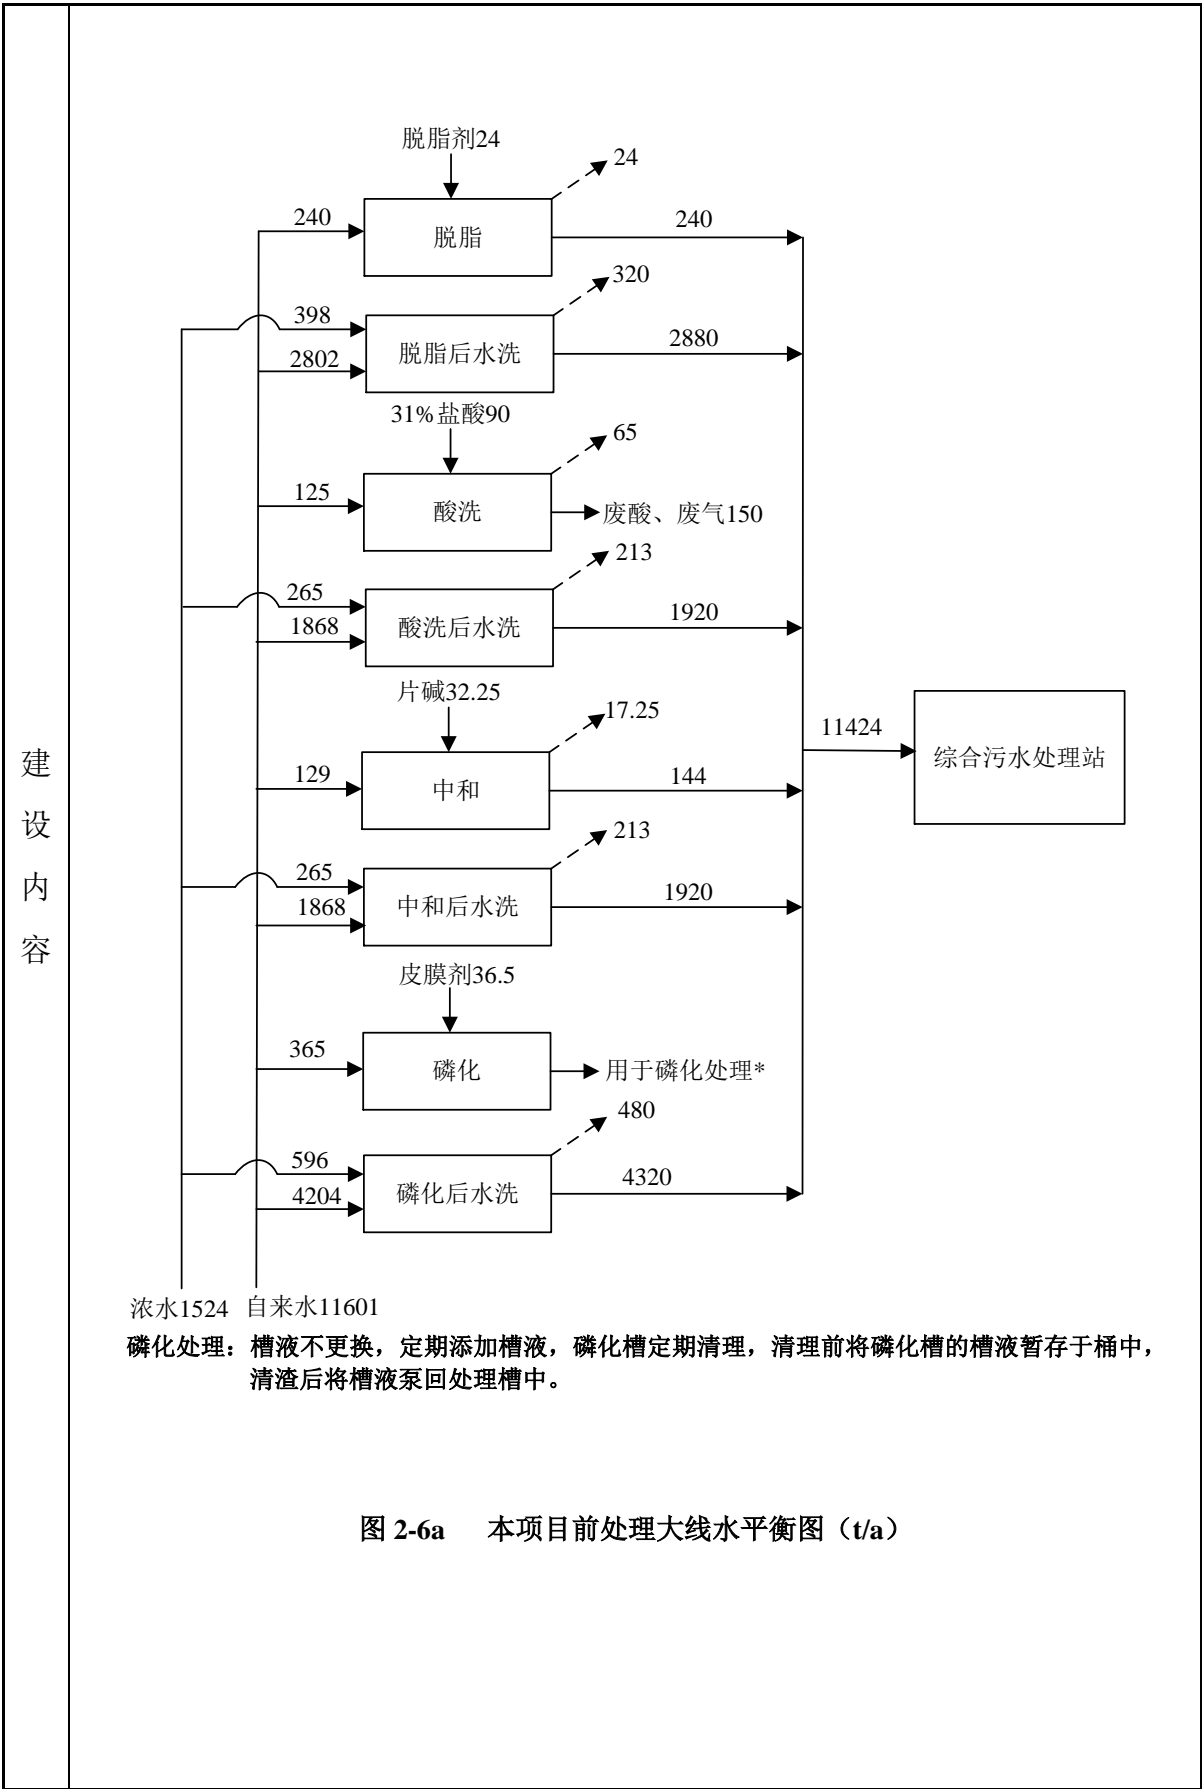 建
设
内
容
脱脂剂24
24
240
脱脂
240
320
398
2802
脱脂后水洗
2880
31%盐酸90
65
125
酸洗
废酸、废气150
213
265
1868
酸洗后水洗
1920
片碱32.25
17.25
129
中和
144
11424
综合污水处理站
213
265
1868
中和后水洗
1920
皮膜剂36.5
365
磷化
用于磷化处理*
480
596
4204
磷化后水洗
4320
浓水1524 自来水11601
磷化处理：槽液不更换，定期添加槽液，磷化槽定期清理，清理前将磷化槽的槽液暂存于桶中，
清渣后将槽液泵回处理槽中。
图 2-6a 本项目前处理大线水平衡图（t/a）